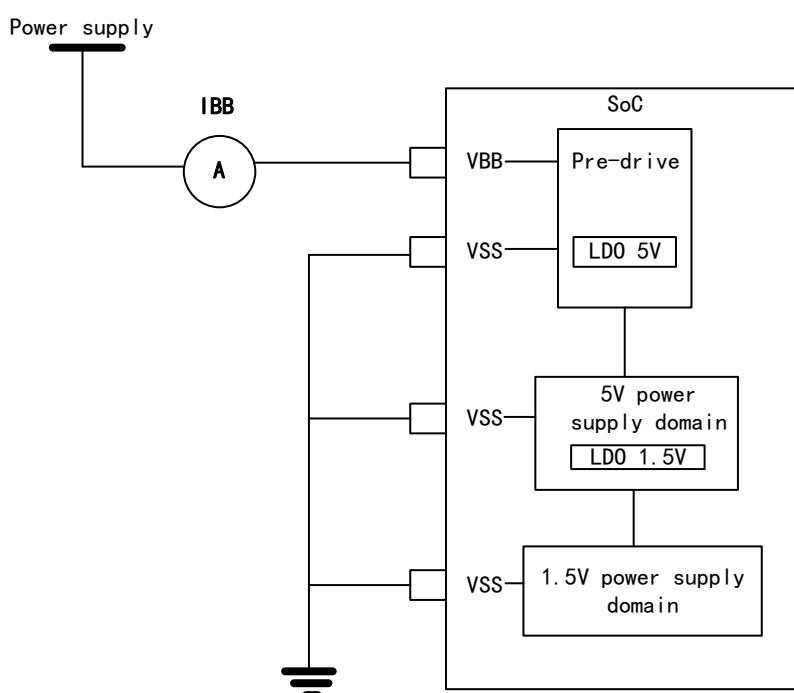 Power supply
IBB
A
SoC
VBB
Pre-drive
VSS
LDO 5V
5V power
supply domain
VSS
LDO 1.5V
1.5V power supply
domain
VSS